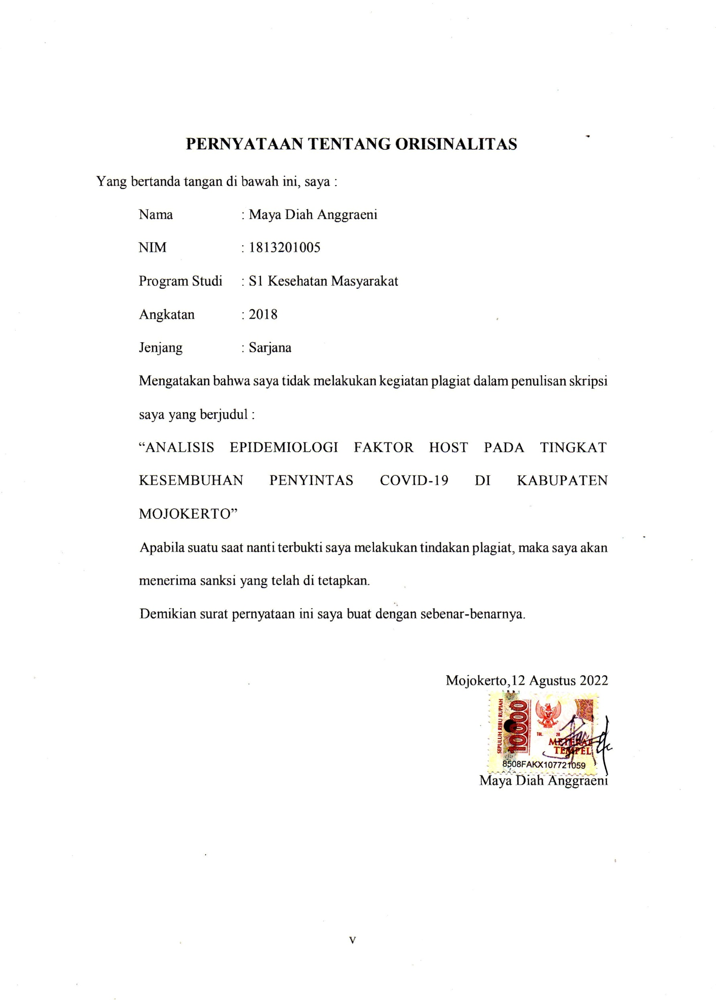 PERNYATAAN TENTANG ORISINALITAS
Yang bertanda tangan di bawah ini, saya :
Nama : Maya Diah Anggraeni
NIM : 1813201005
Program Studi : S1 Kesehatan Masyarakat
Angkatan : 2018
Jenjang : Sarjana
Mengatakan bahwa saya tidak melakukan kegiatan plagiat dalam penulisan skripsi
saya yang berjudul :
“ANALISIS EPIDEMIOLOGI FAKTOR HOST PADA TINGKAT
KESEMBUHAN PENYINTAS COVID-19 DI KABUPATEN
MOJOKERTO”
Apabila suatu saat nanti terbukti saya melakukan tindakan plagiat, maka saya akan
menerima sanksi yang telah di tetapkan.
Demikian surat pernyataan ini saya buat dengan sebenar-benarnya.
Mojokerto,12 Agustus 2022
SEPULUH RIBU RUPIAH
10000
TGL. 20
METERAI
TEMPEL
8508FAKX107721059
Maya Diah Anggraeni
v